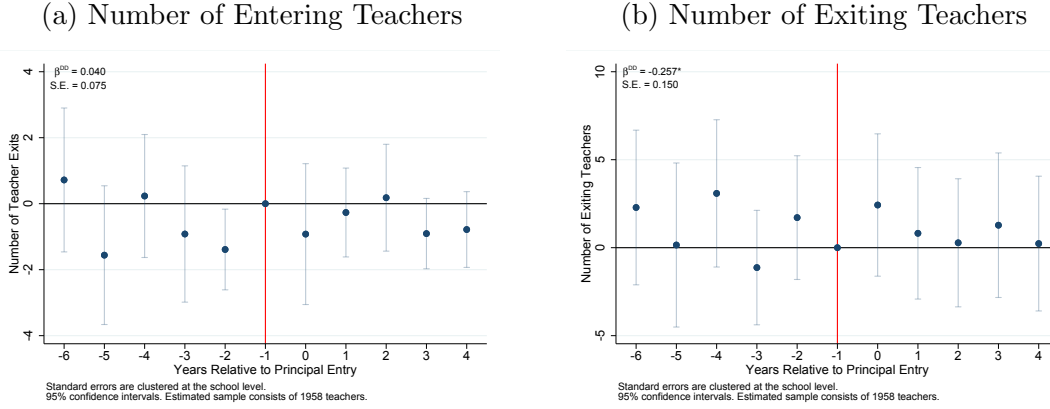 (a) Number of Entering Teachers
β^DD = 0.040
S.E. = 0.075
Number of Teacher Exits
4
2
0
-2
-4
-6 -5 -4 -3 -2 -1 0 1 2 3 4
Years Relative to Principal Entry
Standard errors are clustered at the school level.
95% confidence intervals. Estimated sample consists of 1958 teachers.
(b) Number of Exiting Teachers
β^DD = -0.257*
S.E. = 0.150
Number of Exiting Teachers
10
5
0
-5
-6 -5 -4 -3 -2 -1 0 1 2 3 4
Years Relative to Principal Entry
Standard errors are clustered at the school level.
95% confidence intervals. Estimated sample consists of 1958 teachers.